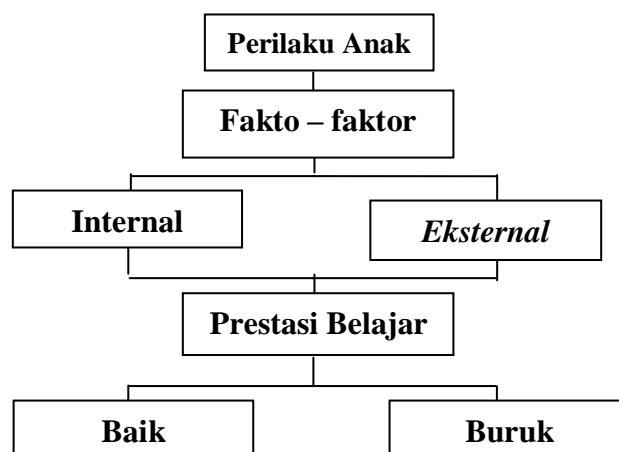 Perilaku Anak
Fakto – faktor
Internal
Eksternal
Prestasi Belajar
Baik
Buruk